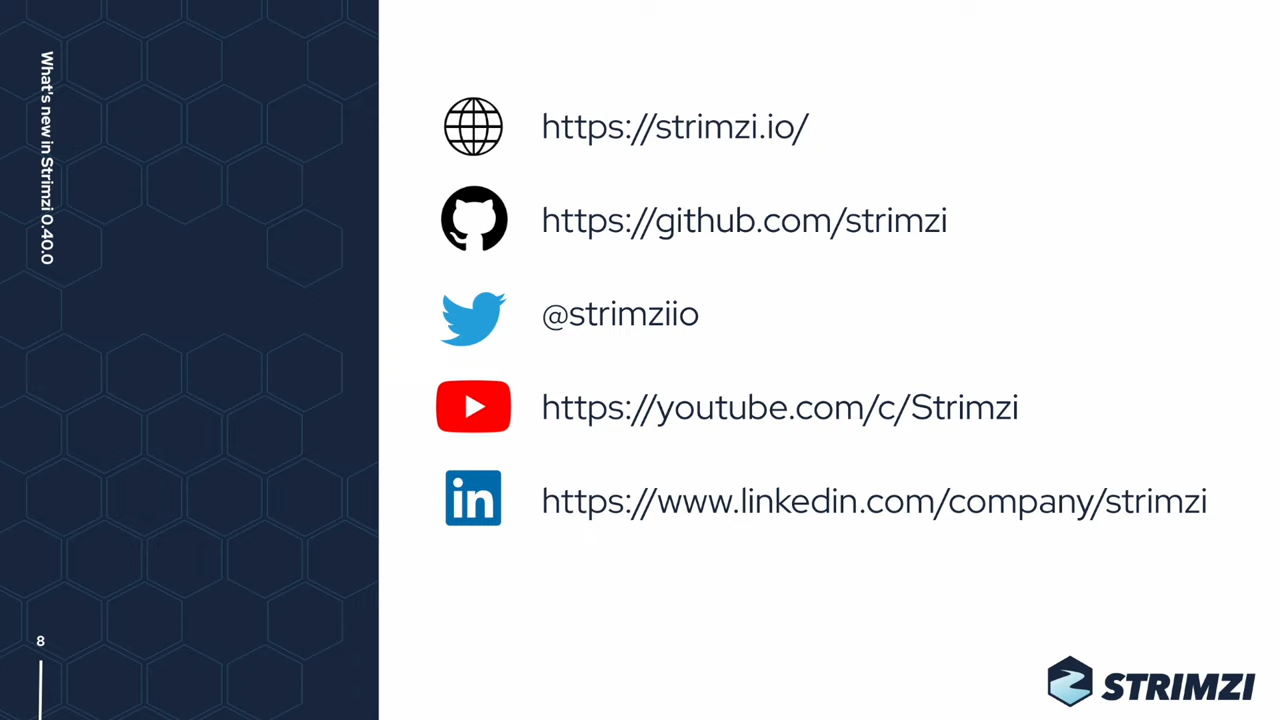 What's new in Strimzi 0.40.0
https://strimzi.io/
https://github.com/strimzi
@strimziio
https://youtube.com/c/Strimzi
in
https://www.linkedin.com/company/strimzi
8
STRIMZI